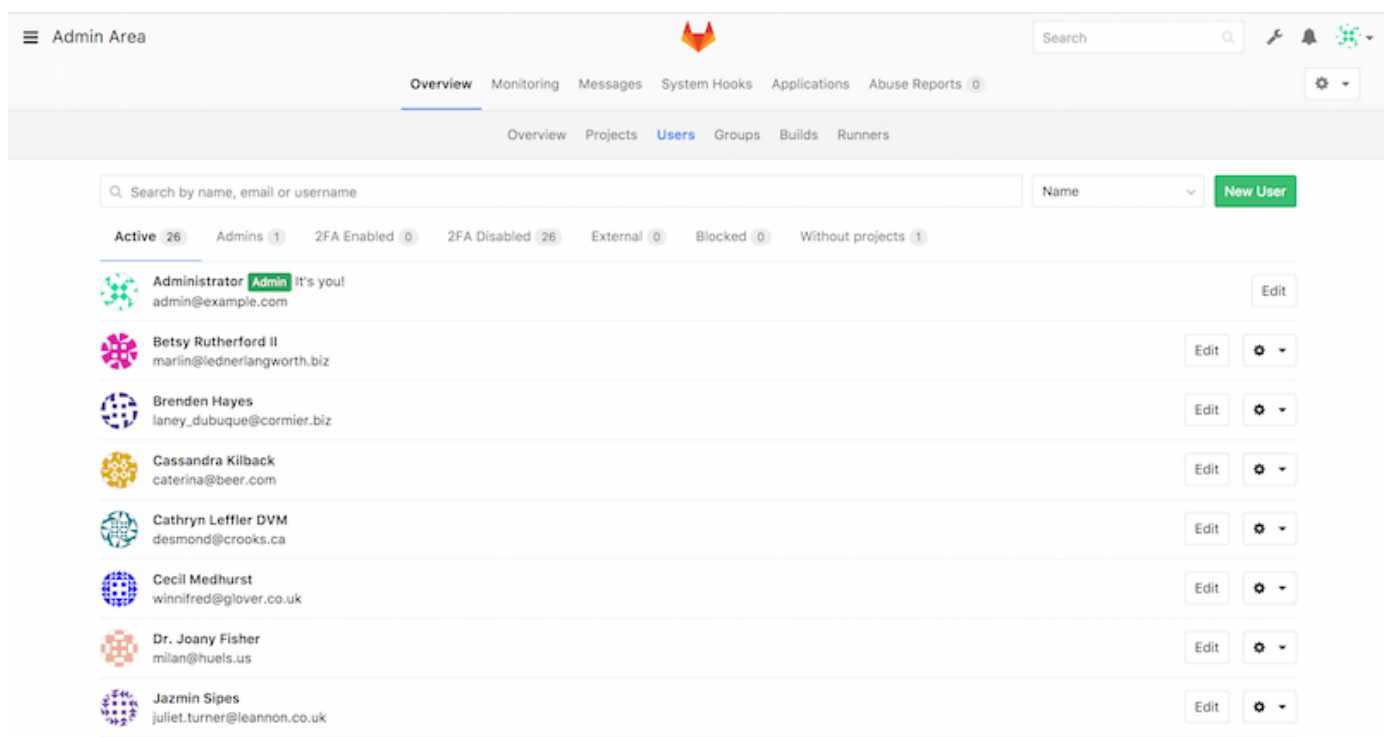 Admin Area Search
Overview Monitoring Messages System Hooks Applications Abuse Reports 0
Overview Projects Users Groups Builds Runners
Search by name, email or username Name New User
Active 26 Admins 1 2FA Enabled 0 2FA Disabled 26 External 0 Blocked 0 Without projects 1
Administrator Admin It's you!
admin@example.com
Edit
Betsy Rutherford II
marlin@lednerlangworth.biz
Edit
Brenden Hayes
laney_dubuque@cormier.biz
Edit
Cassandra Kilback
caterina@beer.com
Edit
Cathryn Leffler DVM
desmond@crooks.ca
Edit
Cecil Medhurst
winnifred@glover.co.uk
Edit
Dr. Joany Fisher
milan@huels.us
Edit
Jazmin Sipes
juliet.turner@leannon.co.uk
Edit